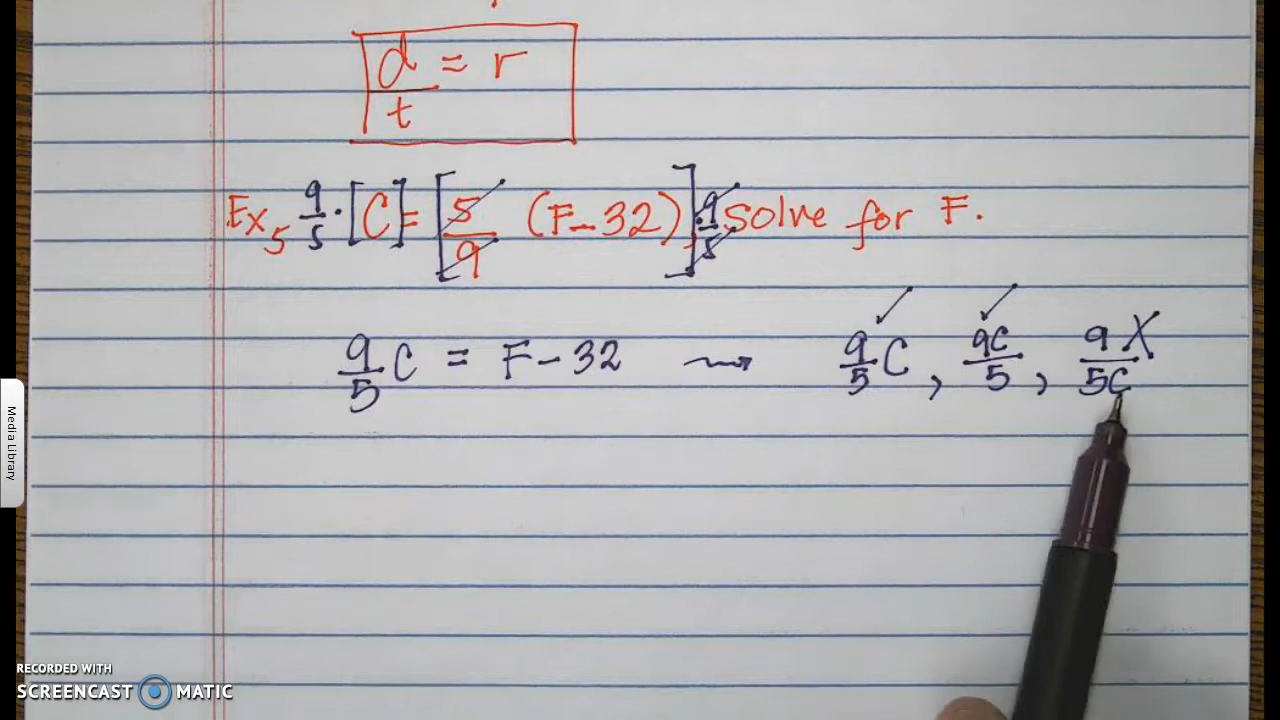 d/t = r
Ex 5 9/5 · [C] = [5/9 (F - 32)] · 9/5 solve for F.
9/5 C = F - 32 ⇝ 9/5 C, 9C/5, 9/5C X
Media Library
RECORDED WITH
SCREENCAST MATIC